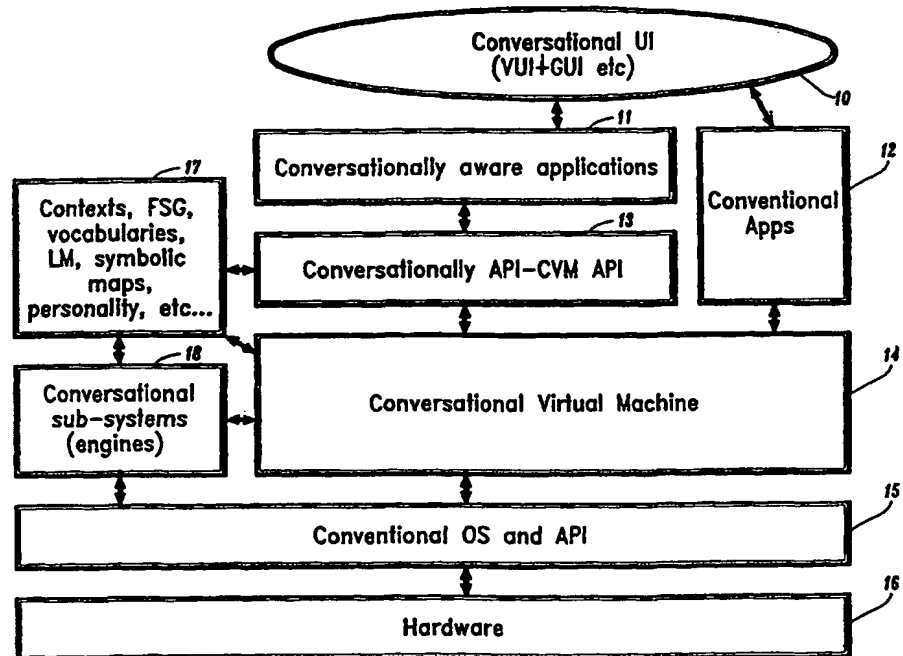 Conversational UI
(VUI+GUI etc)
10
11
Conversationally aware applications
12
Conventional
Apps
17
Contexts, FSG,
vocabularies,
LM, symbolic
maps,
personality, etc...
13
Conversationally API-CVM API
18
Conversational
sub-systems
(engines)
14
Conversational Virtual Machine
15
Conventional OS and API
16
Hardware